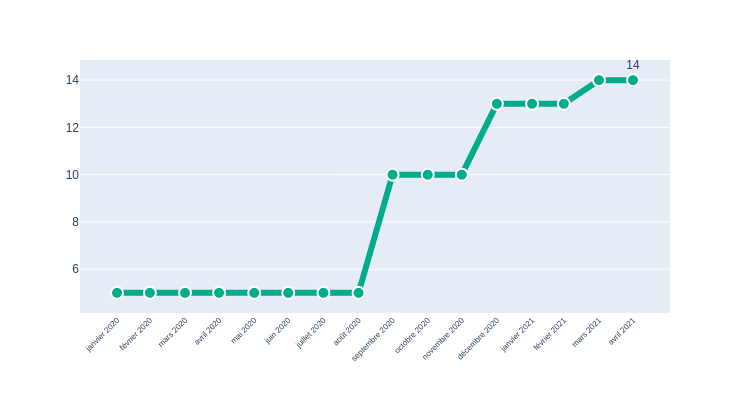 14
14
12
10
8
6
janvier 2020
février 2020
mars 2020
avril 2020
mai 2020
juin 2020
juillet 2020
août 2020
septembre 2020
octobre 2020
novembre 2020
décembre 2020
janvier 2021
février 2021
mars 2021
avril 2021